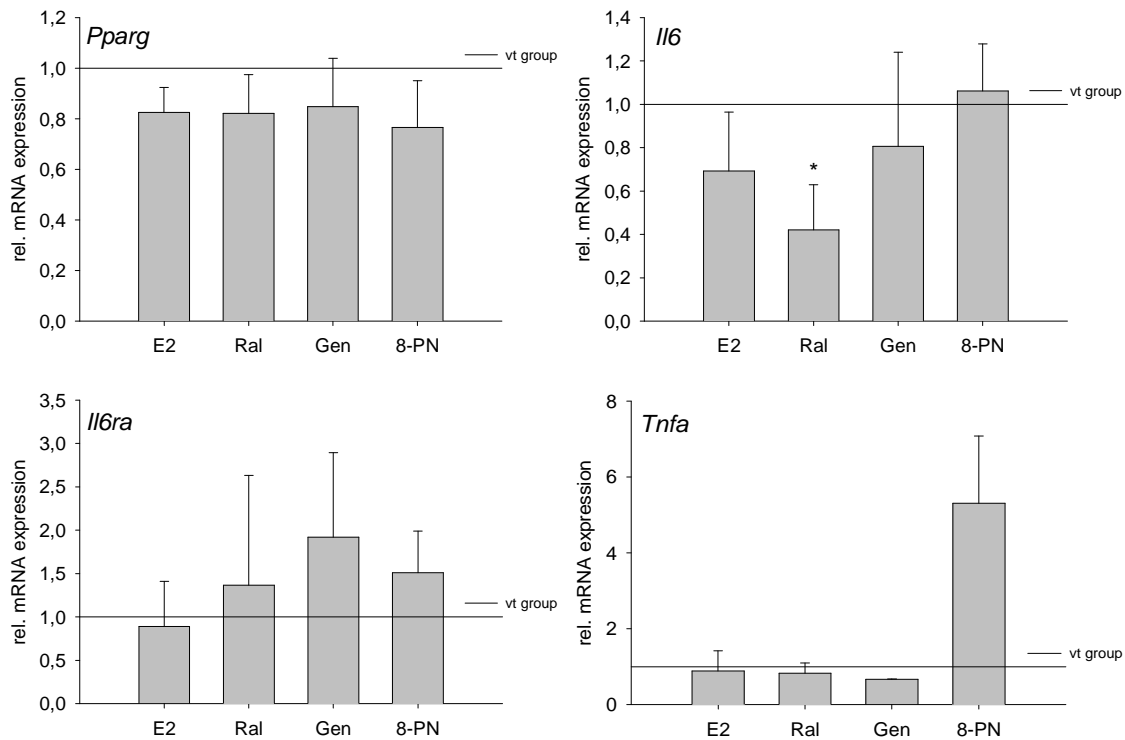 Pparg
rel. mRNA expression
1,2
1,0
0,8
0,6
0,4
0,2
0,0
vt group
E2 Ral Gen 8-PN
Il6
rel. mRNA expression
1,4
1,2
1,0
0,8
0,6
0,4
0,2
0,0
*
vt group
E2 Ral Gen 8-PN
Il6ra
rel. mRNA expression
3,5
3,0
2,5
2,0
1,5
1,0
0,5
0,0
vt group
E2 Ral Gen 8-PN
Tnfa
rel. mRNA expression
8
6
4
2
0
vt group
E2 Ral Gen 8-PN